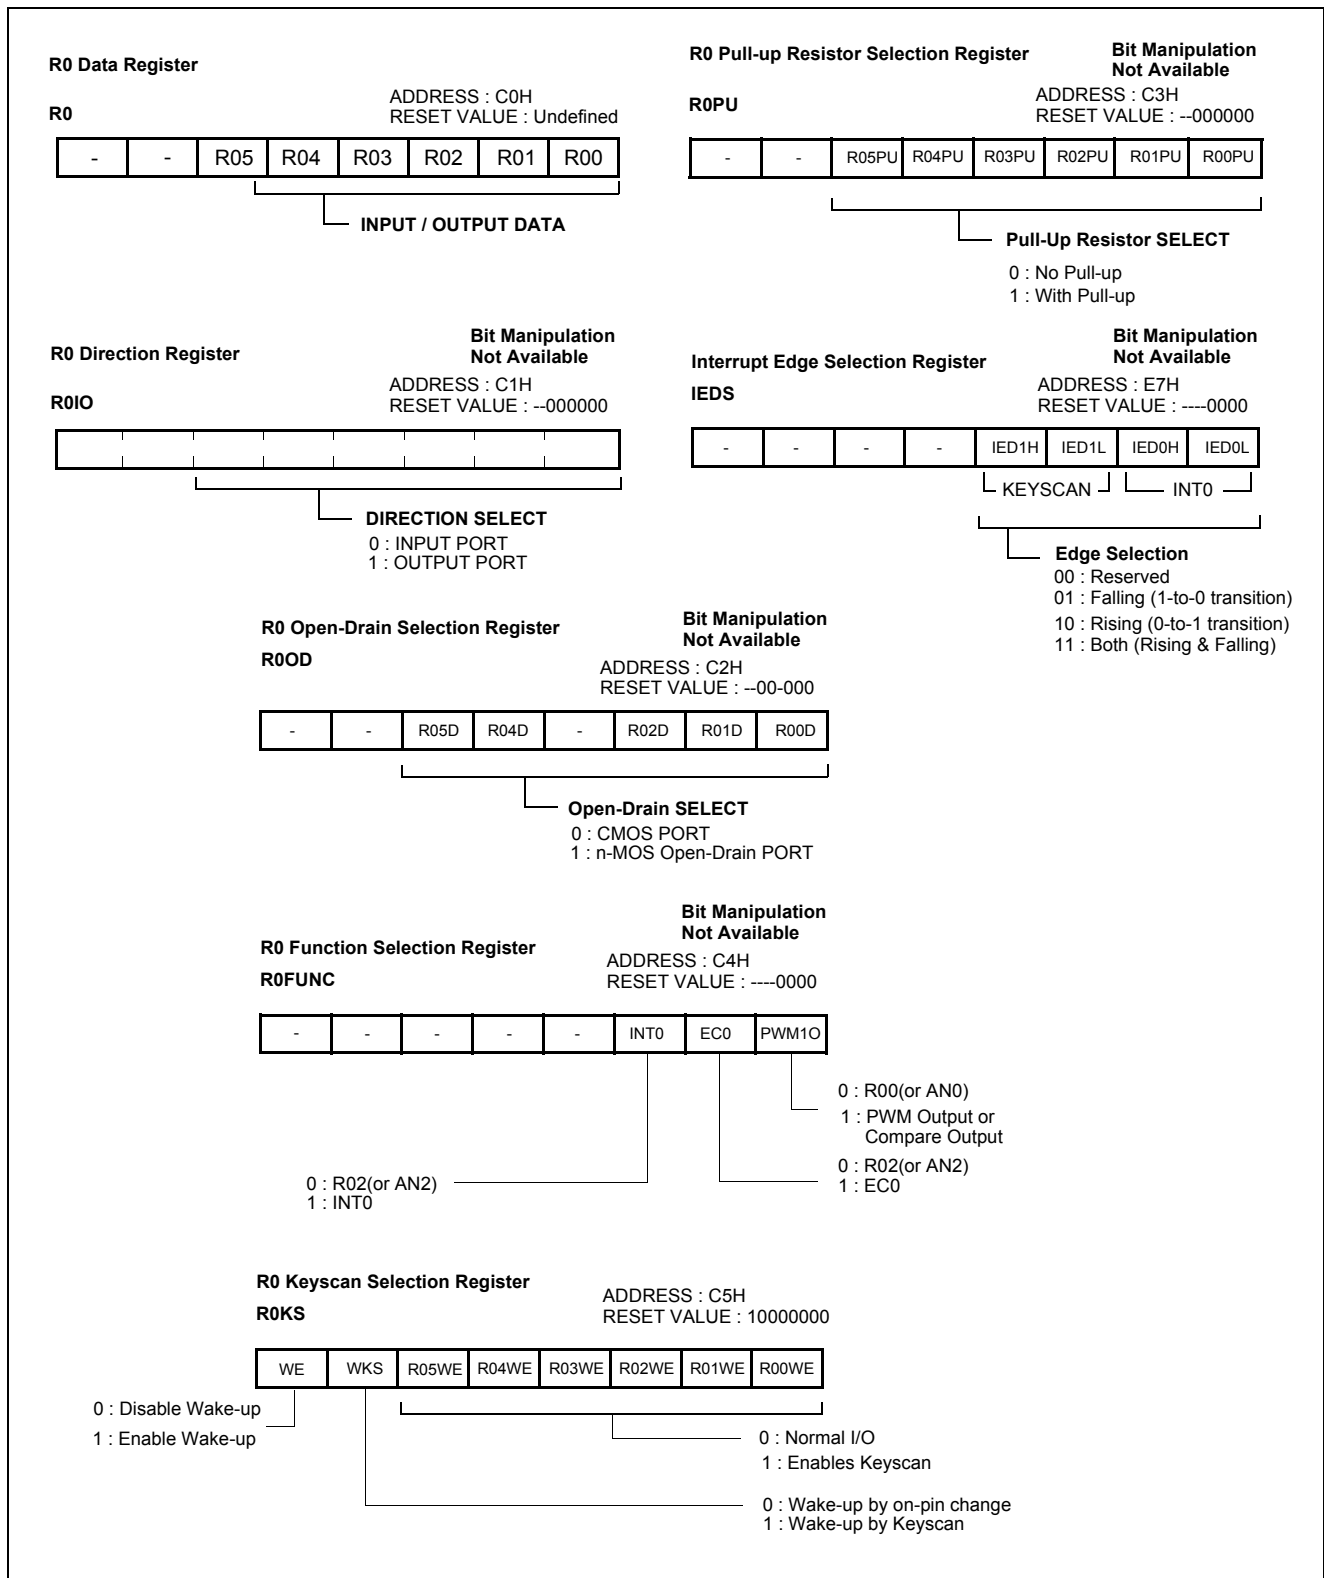 R0 Data Register
R0
ADDRESS : C0H
RESET VALUE : Undefined
- - R05 R04 R03 R02 R01 R00
INPUT / OUTPUT DATA
R0 Pull-up Resistor Selection Register
Bit Manipulation
Not Available
R0PU
ADDRESS : C3H
RESET VALUE : --000000
- - R05PU R04PU R03PU R02PU R01PU R00PU
Pull-Up Resistor SELECT
0 : No Pull-up
1 : With Pull-up
R0 Direction Register
Bit Manipulation
Not Available
R0IO
ADDRESS : C1H
RESET VALUE : --000000
DIRECTION SELECT
0 : INPUT PORT
1 : OUTPUT PORT
Interrupt Edge Selection Register
Bit Manipulation
Not Available
IEDS
ADDRESS : E7H
RESET VALUE : ----0000
- - - - IED1H IED1L IED0H IED0L
KEYSCAN INT0
Edge Selection
00 : Reserved
01 : Falling (1-to-0 transition)
10 : Rising (0-to-1 transition)
11 : Both (Rising & Falling)
R0 Open-Drain Selection Register
Bit Manipulation
Not Available
R0OD
ADDRESS : C2H
RESET VALUE : --00-000
- - R05D R04D - R02D R01D R00D
Open-Drain SELECT
0 : CMOS PORT
1 : n-MOS Open-Drain PORT
R0 Function Selection Register
Bit Manipulation
Not Available
R0FUNC
ADDRESS : C4H
RESET VALUE : ----0000
- - - - - INT0 EC0 PWM1O
0 : R00(or AN0)
1 : PWM Output or
Compare Output
0 : R02(or AN2)
1 : EC0
0 : R02(or AN2)
1 : INT0
R0 Keyscan Selection Register
R0KS
ADDRESS : C5H
RESET VALUE : 10000000
WE WKS R05WE R04WE R03WE R02WE R01WE R00WE
0 : Disable Wake-up
1 : Enable Wake-up
0 : Normal I/O
1 : Enables Keyscan
0 : Wake-up by on-pin change
1 : Wake-up by Keyscan